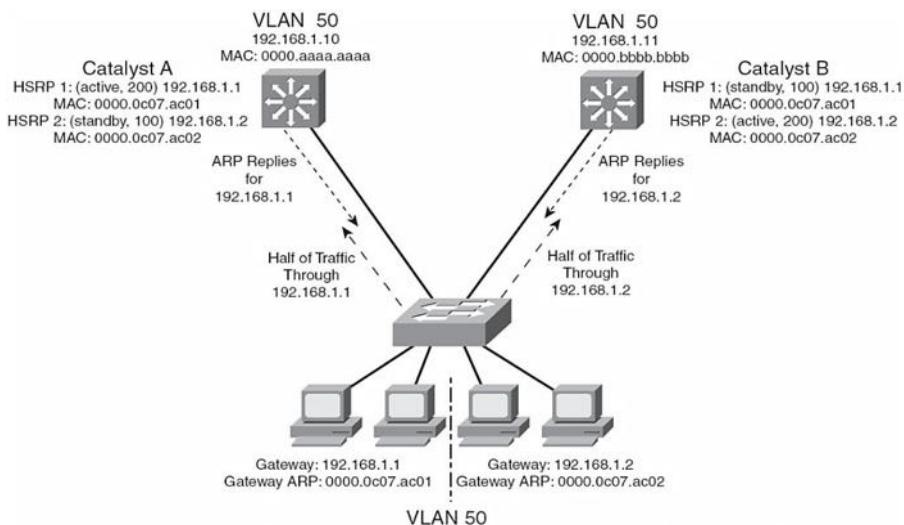 VLAN 50
192.168.1.10
MAC: 0000.aaaa.aaaa
VLAN 50
192.168.1.11
MAC: 0000.bbbb.bbbb
Catalyst A
HSRP 1: (active, 200) 192.168.1.1
MAC: 0000.0c07.ac01
HSRP 2: (standby, 100) 192.168.1.2
MAC: 0000.0c07.ac02
Catalyst B
HSRP 1: (standby, 100) 192.168.1.1
MAC: 0000.0c07.ac01
HSRP 2: (active, 200) 192.168.1.2
MAC: 0000.0c07.ac02
ARP Replies
for
192.168.1.1
ARP Replies
for
192.168.1.2
Half of Traffic
Through
192.168.1.1
Half of Traffic
Through
192.168.1.2
Gateway: 192.168.1.1
Gateway ARP: 0000.0c07.ac01
Gateway: 192.168.1.2
Gateway ARP: 0000.0c07.ac02
VLAN 50